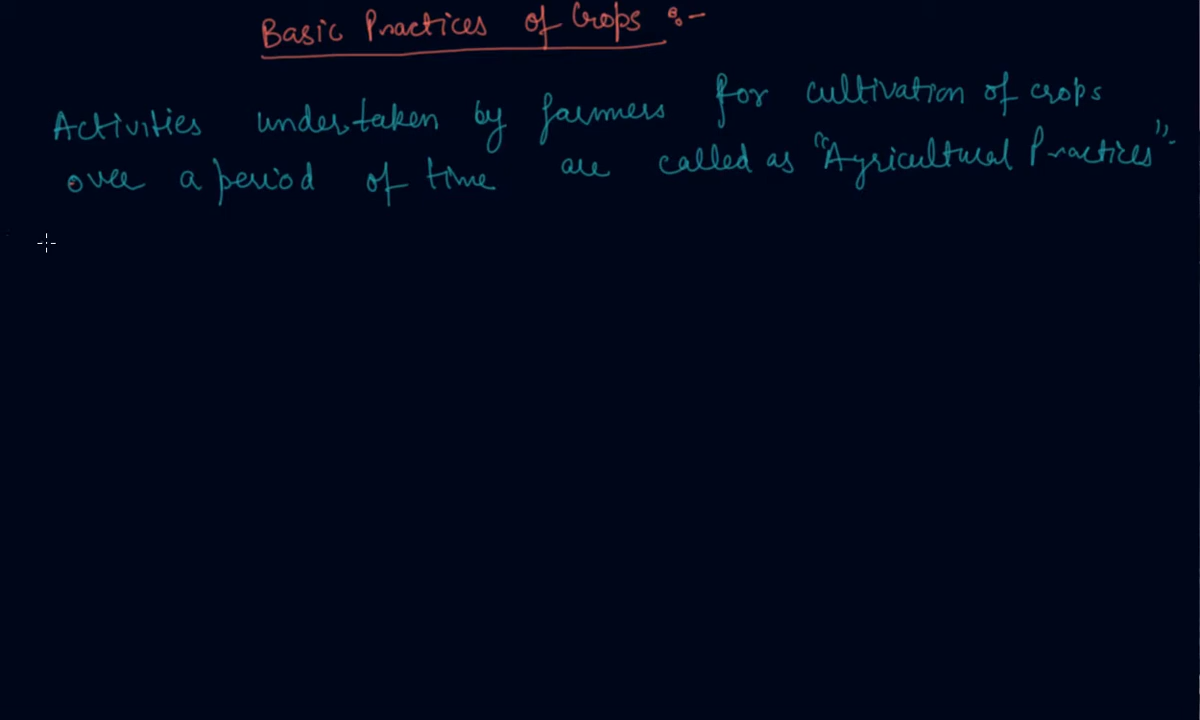 Basic Practices of Crops :-
Activities undertaken by farmers for cultivation of crops
over a period of time are called as "Agricultural Practices".